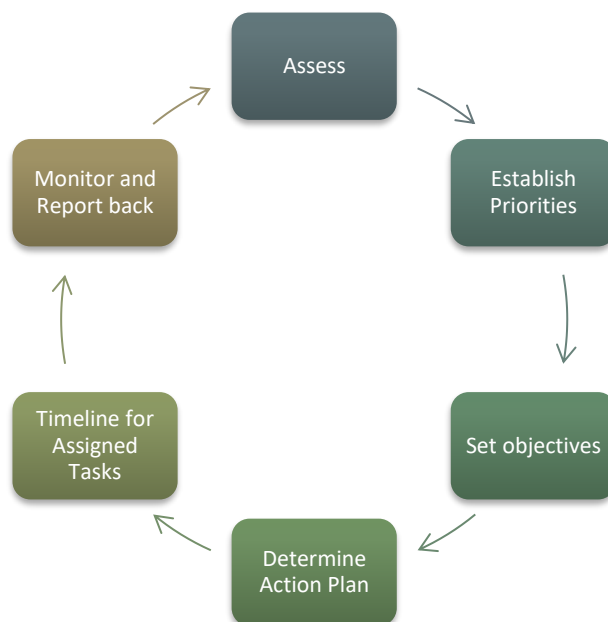 Assess
Establish
Priorities
Set objectives
Determine
Action Plan
Timeline for
Assigned
Tasks
Monitor and
Report back